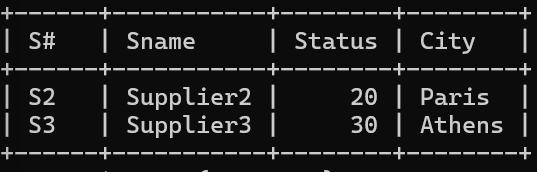 +------+-----------+--------+--------+
| S#   | Sname     | Status | City   |
+------+-----------+--------+--------+
| S2   | Supplier2 |     20 | Paris  |
| S3   | Supplier3 |     30 | Athens |
+------+-----------+--------+--------+